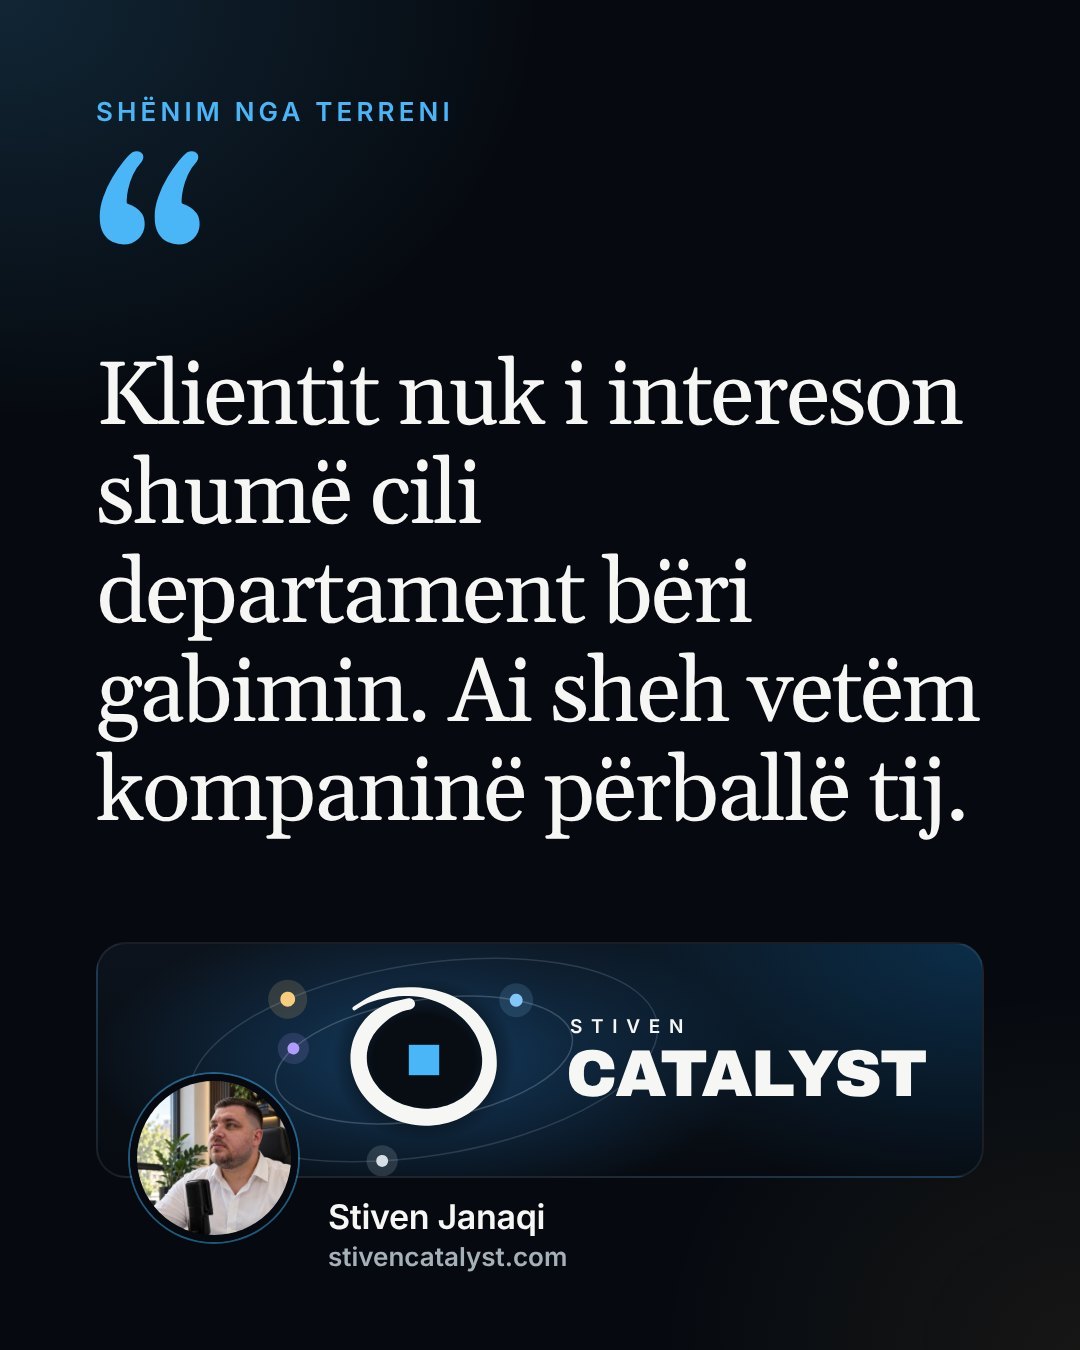 SHËNIM NGA TERRENI
“
Klientit nuk i intereson
shumë cili
departament bëri
gabimin. Ai sheh vetëm
kompaninë përballë tij.
STIVEN
CATALYST
Stiven Janaqi
stivencatalyst.com